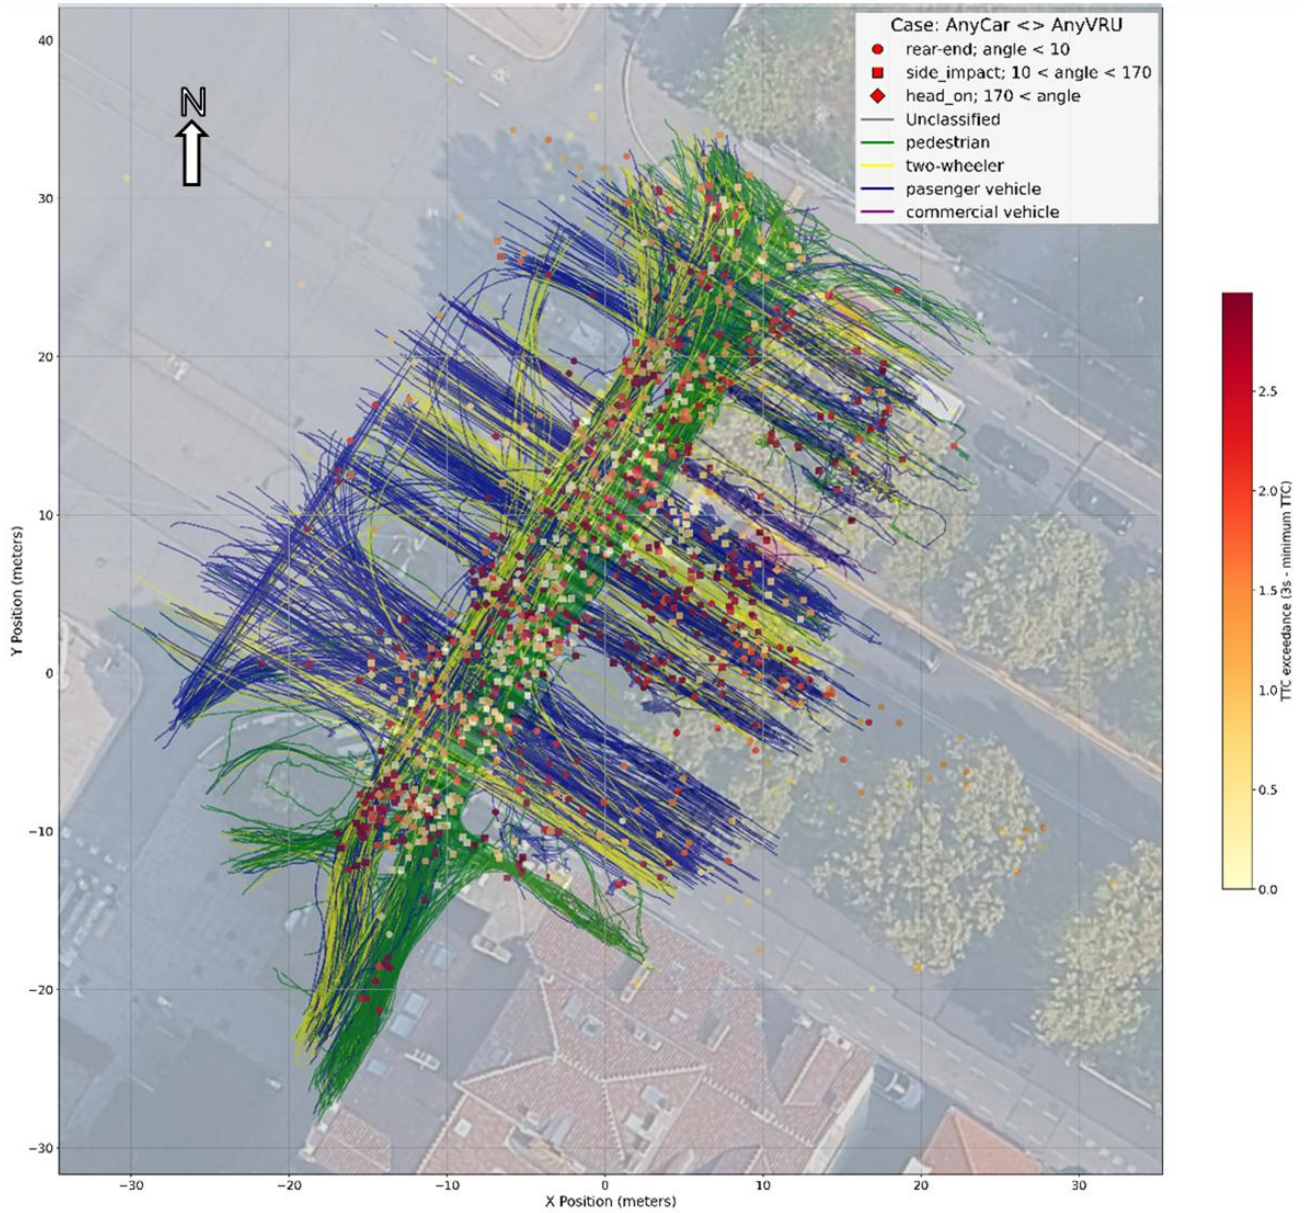 Case: AnyCar <> AnyVRU
rear-end; angle < 10
side_impact; 10 < angle < 170
head_on; 170 < angle
Unclassified
pedestrian
two-wheeler
pasenger vehicle
commercial vehicle
N
40
30
20
10
0
−10
−20
−30
Y Position (meters)
−30
−20
−10
0
10
20
30
X Position (meters)
2.5
2.0
1.5
1.0
0.5
0.0
TTC exceedance (3s - minimum TTC)